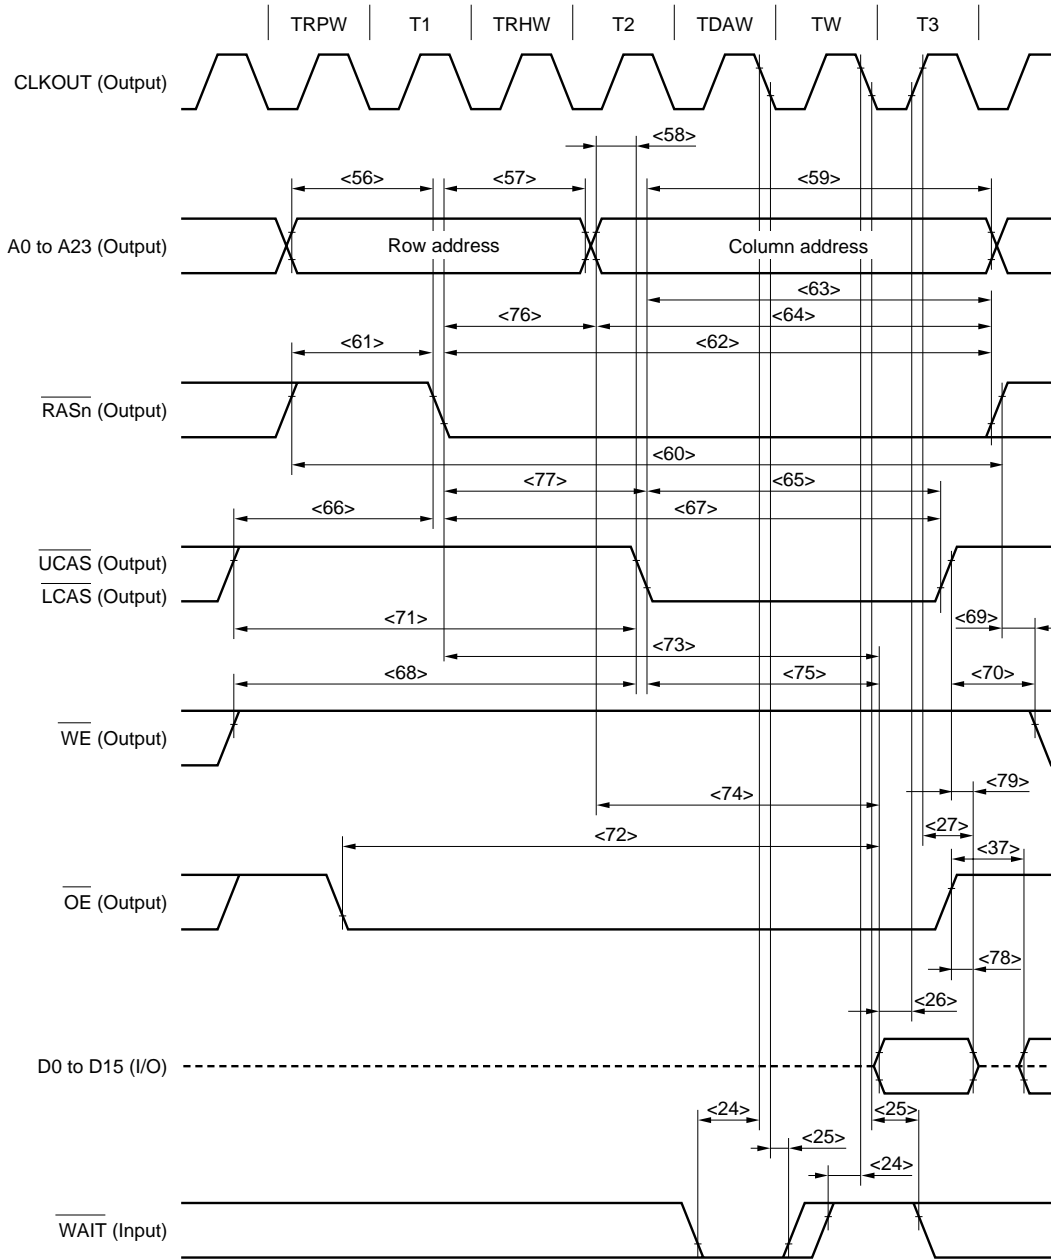 TRPW T1 TRHW T2 TDAW TW T3
CLKOUT (Output)
<58>
<56> <57> <59>
A0 to A23 (Output) Row address Column address
<63>
<76> <64>
<61> <62>
RASn (Output)
<60>
<77> <65>
<66> <67>
UCAS (Output)
LCAS (Output)
<71> <69>
<73>
<68> <75> <70>
WE (Output)
<74> <79>
<72> <27>
<37>
OE (Output)
<78>
<26>
D0 to D15 (I/O)
<24> <25>
<25>
<24>
WAIT (Input)